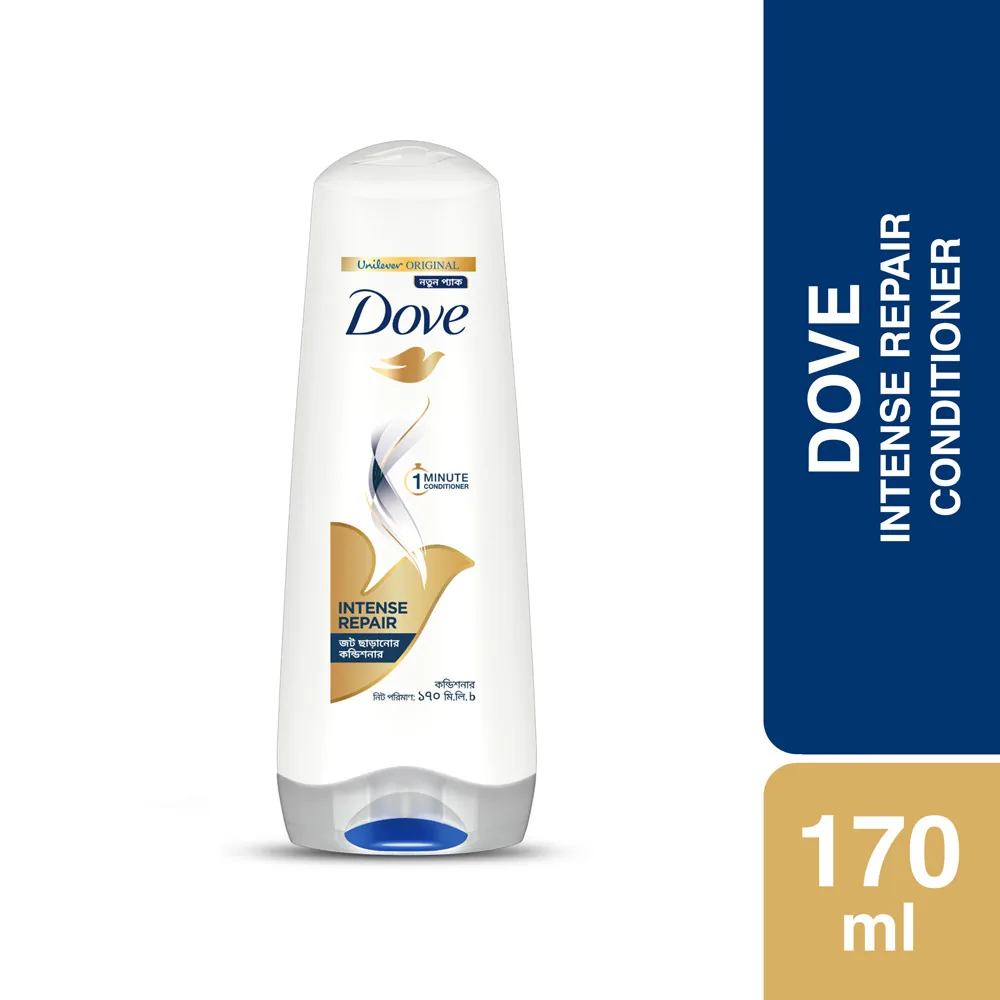 Unilever ORIGINAL
নতুন প্যাক
Dove
1 MINUTE
CONDITIONER
INTENSE
REPAIR
জট ছাড়ানোর
কন্ডিশনার
কন্ডিশনার
নিট পরিমাণ: ১৭০ মি.লি. b
DOVE
INTENSE REPAIR
CONDITIONER
170
ml